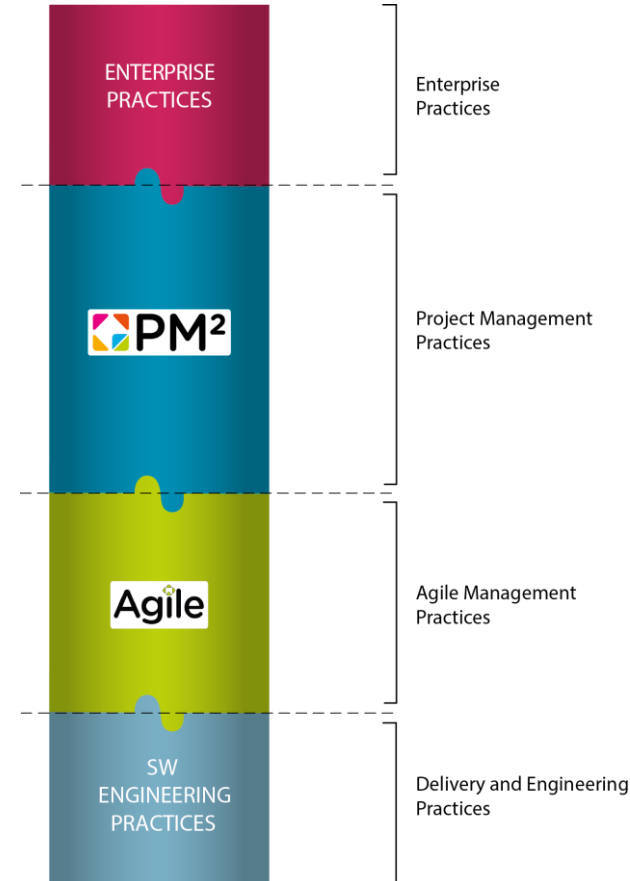 ENTERPRISE
PRACTICES
Enterprise
Practices
PM²
Project Management
Practices
Agile
Agile Management
Practices
SW
ENGINEERING
PRACTICES
Delivery and Engineering
Practices